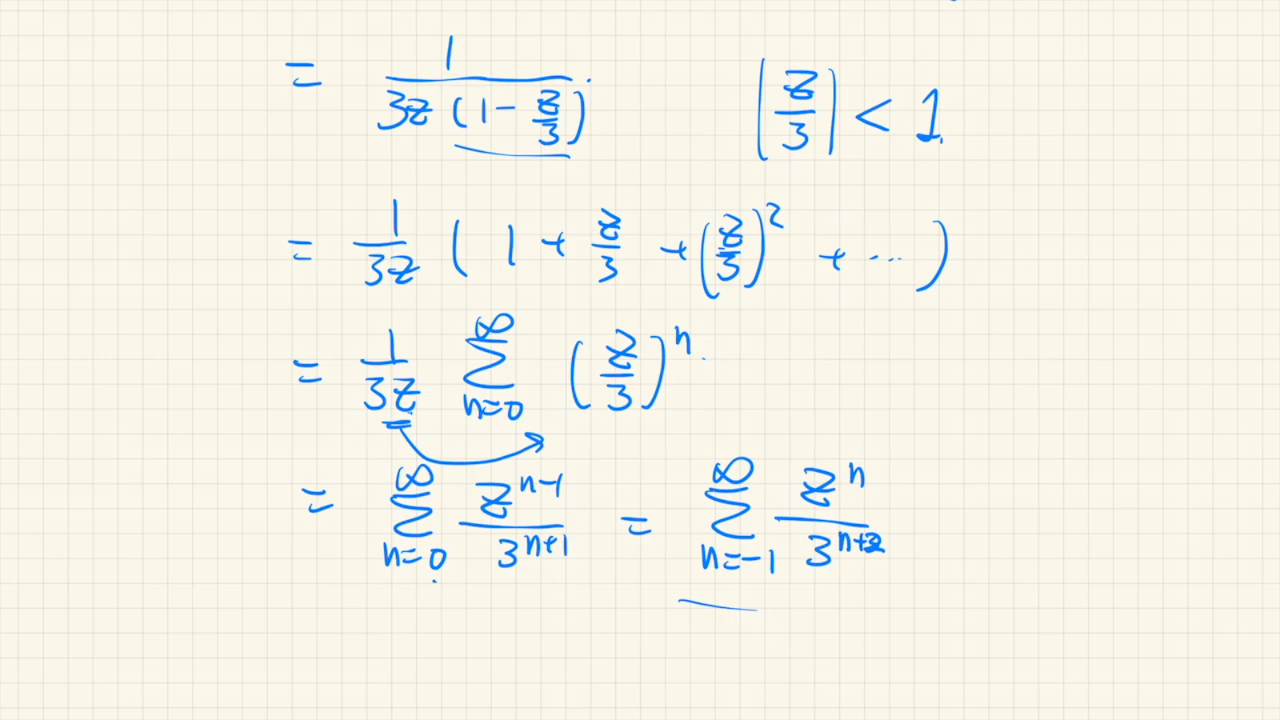 = 1/(3z(1 - z/3)) |z/3| < 1.
= 1/(3z) (1 + z/3 + (z/3)^2 + ...)
= 1/(3z) ∑_{n=0}^{∞} (z/3)^n.
= ∑_{n=0}^{∞} z^{n-1}/3^{n+1} = ∑_{n=-1}^{∞} z^n/3^{n+2}